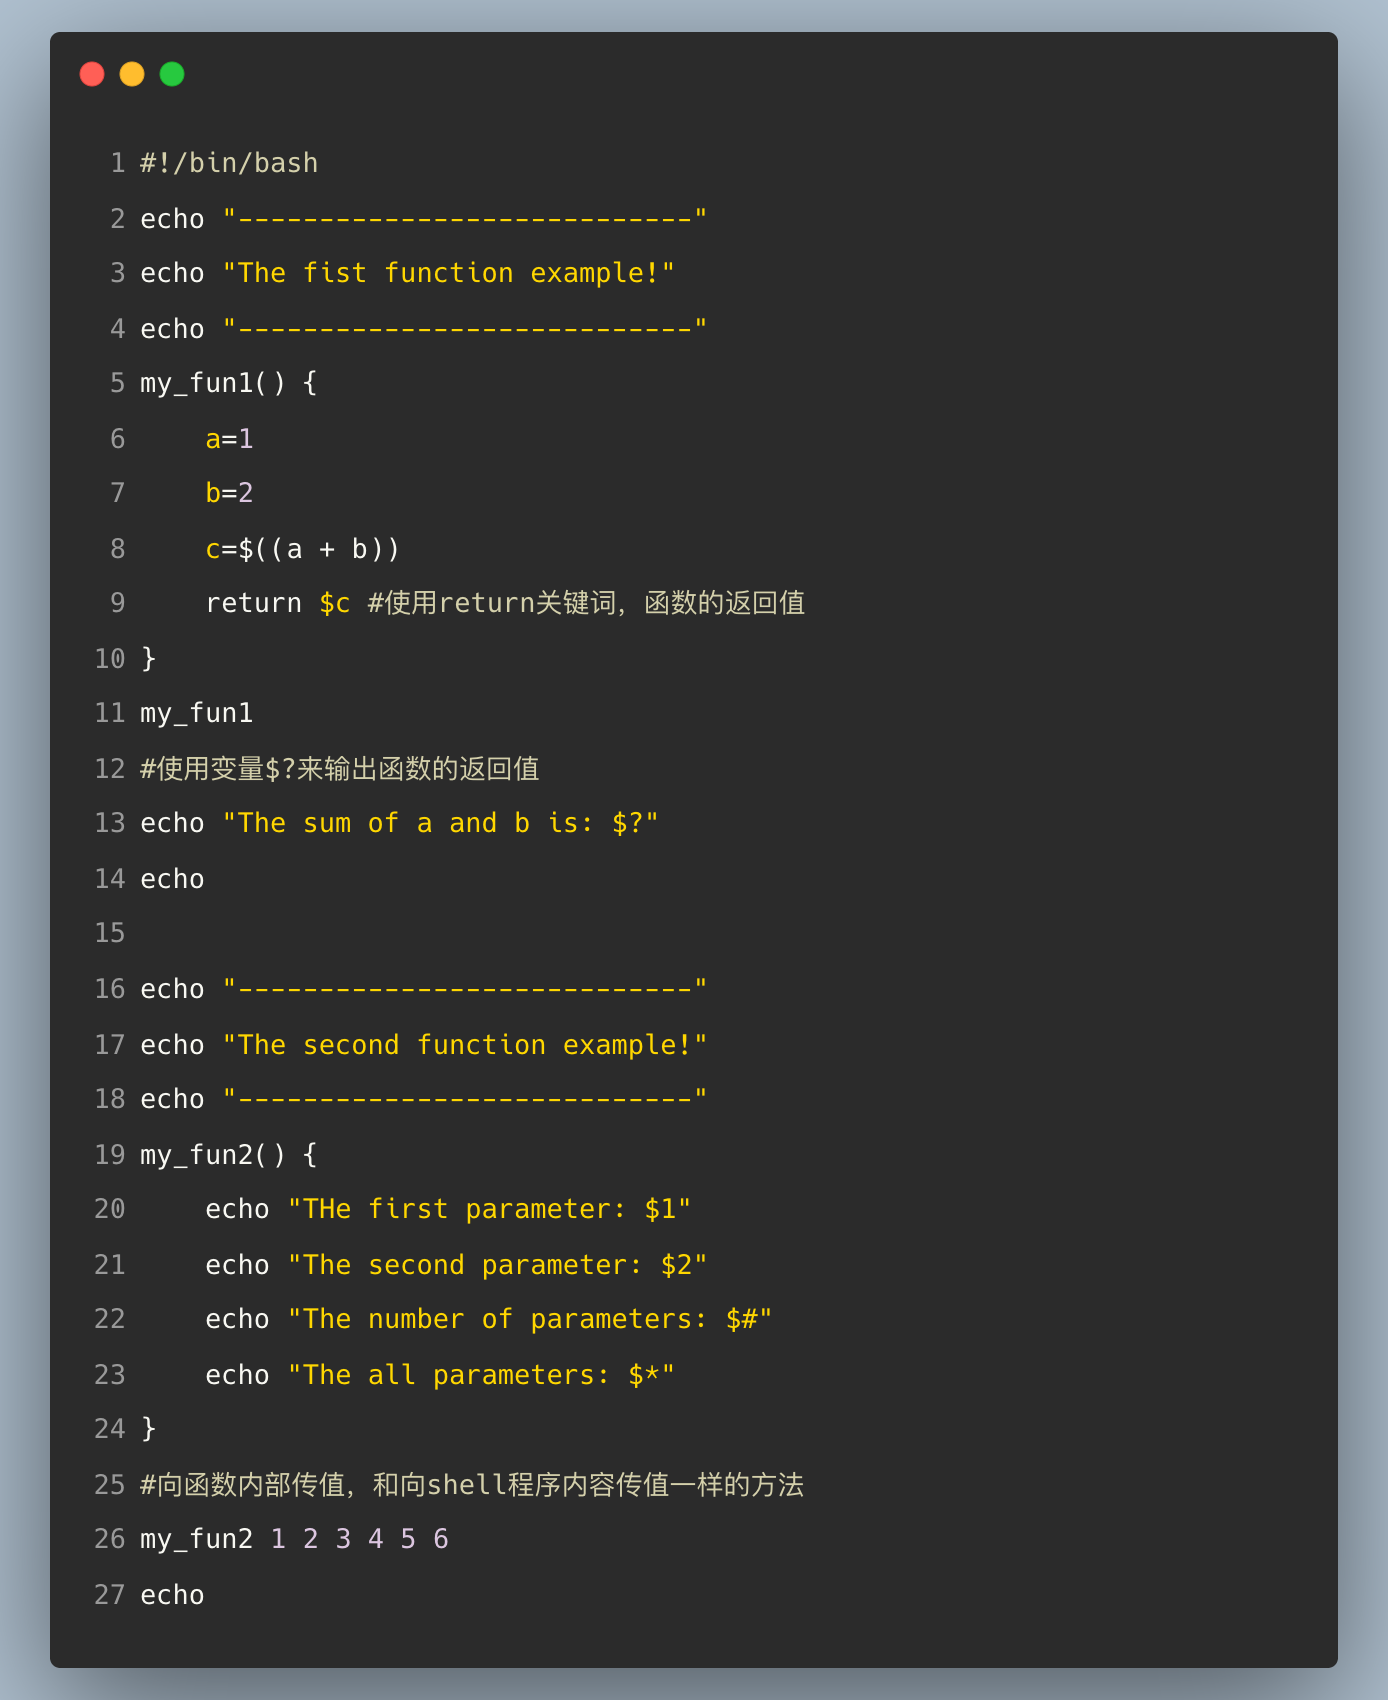 1 #!/bin/bash
2 echo "----------------------------"
3 echo "The fist function example!"
4 echo "----------------------------"
5 my_fun1() {
6     a=1
7     b=2
8     c=$((a + b))
9     return $c #使用return关键词，函数的返回值
10 }
11 my_fun1
12 #使用变量$?来输出函数的返回值
13 echo "The sum of a and b is: $?"
14 echo
15
16 echo "----------------------------"
17 echo "The second function example!"
18 echo "----------------------------"
19 my_fun2() {
20     echo "THe first parameter: $1"
21     echo "The second parameter: $2"
22     echo "The number of parameters: $#"
23     echo "The all parameters: $*"
24 }
25 #向函数内部传值，和向shell程序内容传值一样的方法
26 my_fun2 1 2 3 4 5 6
27 echo